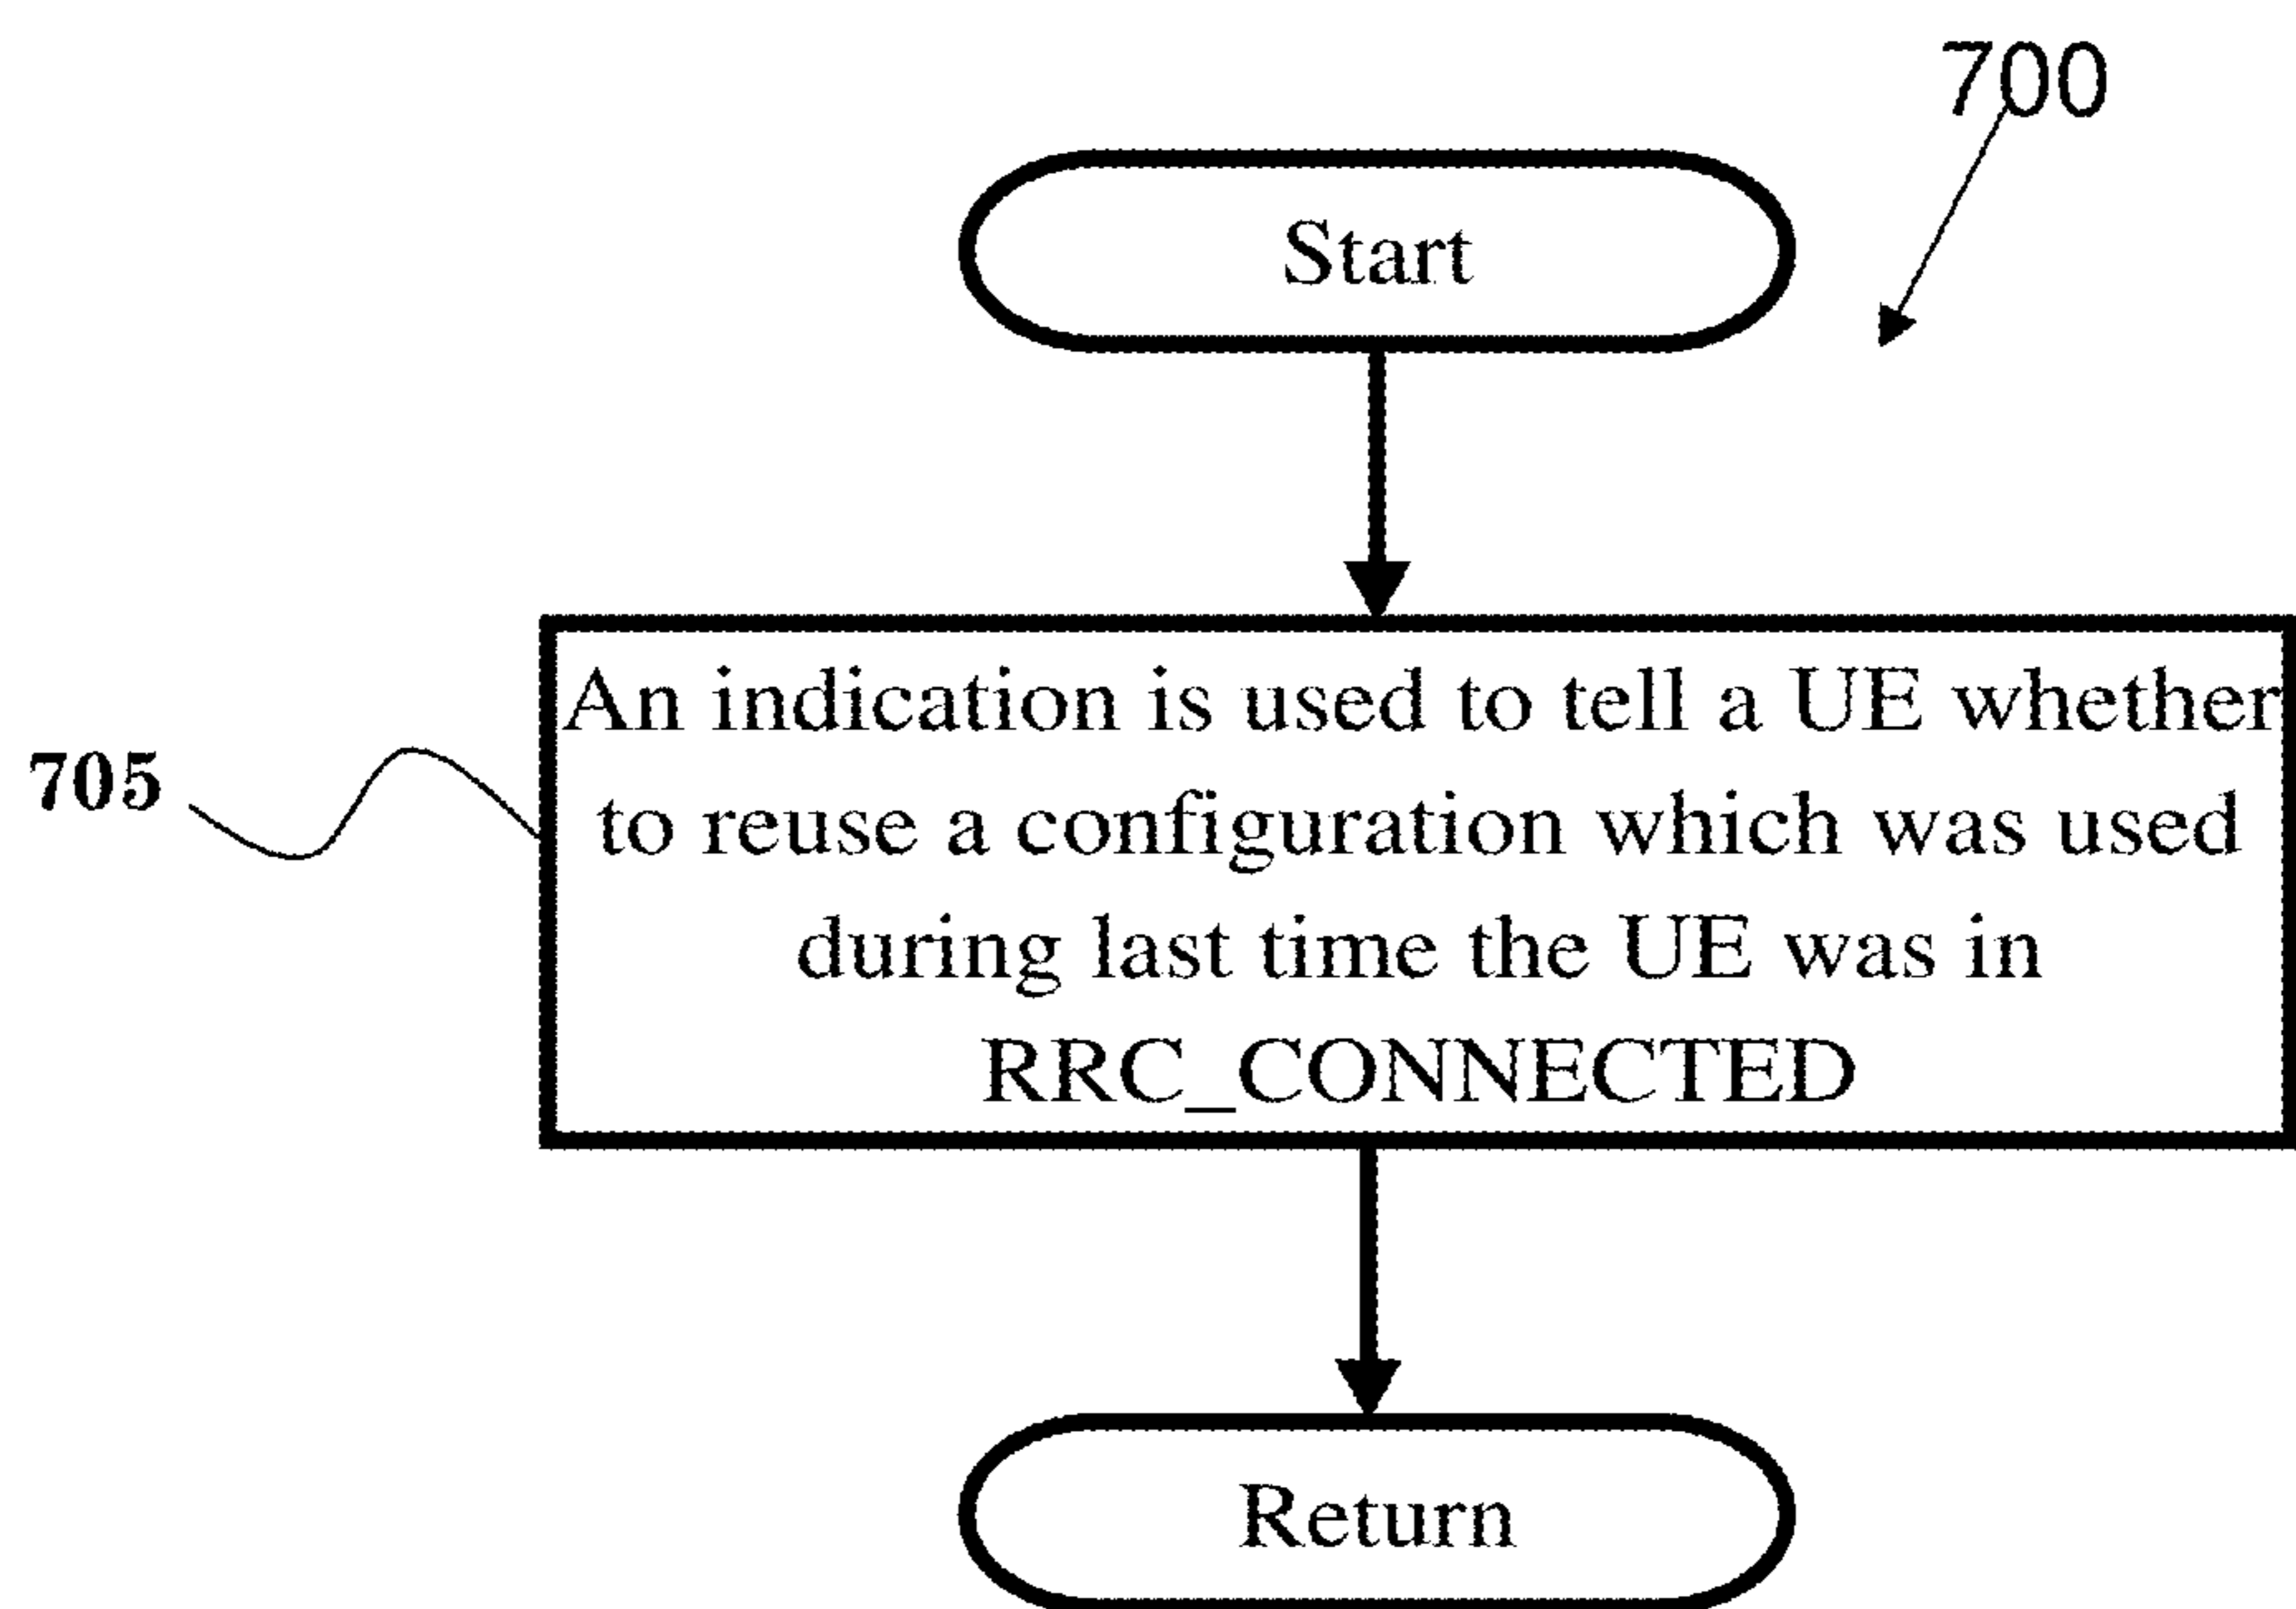 700
Start
An indication is used to tell a UE whether
to reuse a configuration which was used
during last time the UE was in
RRC_CONNECTED
705
Return